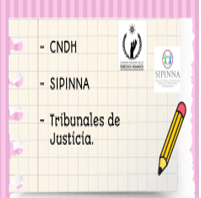 - CNDH
- SIPINNA
- Tribunales de
Justicia.
SIPINNA